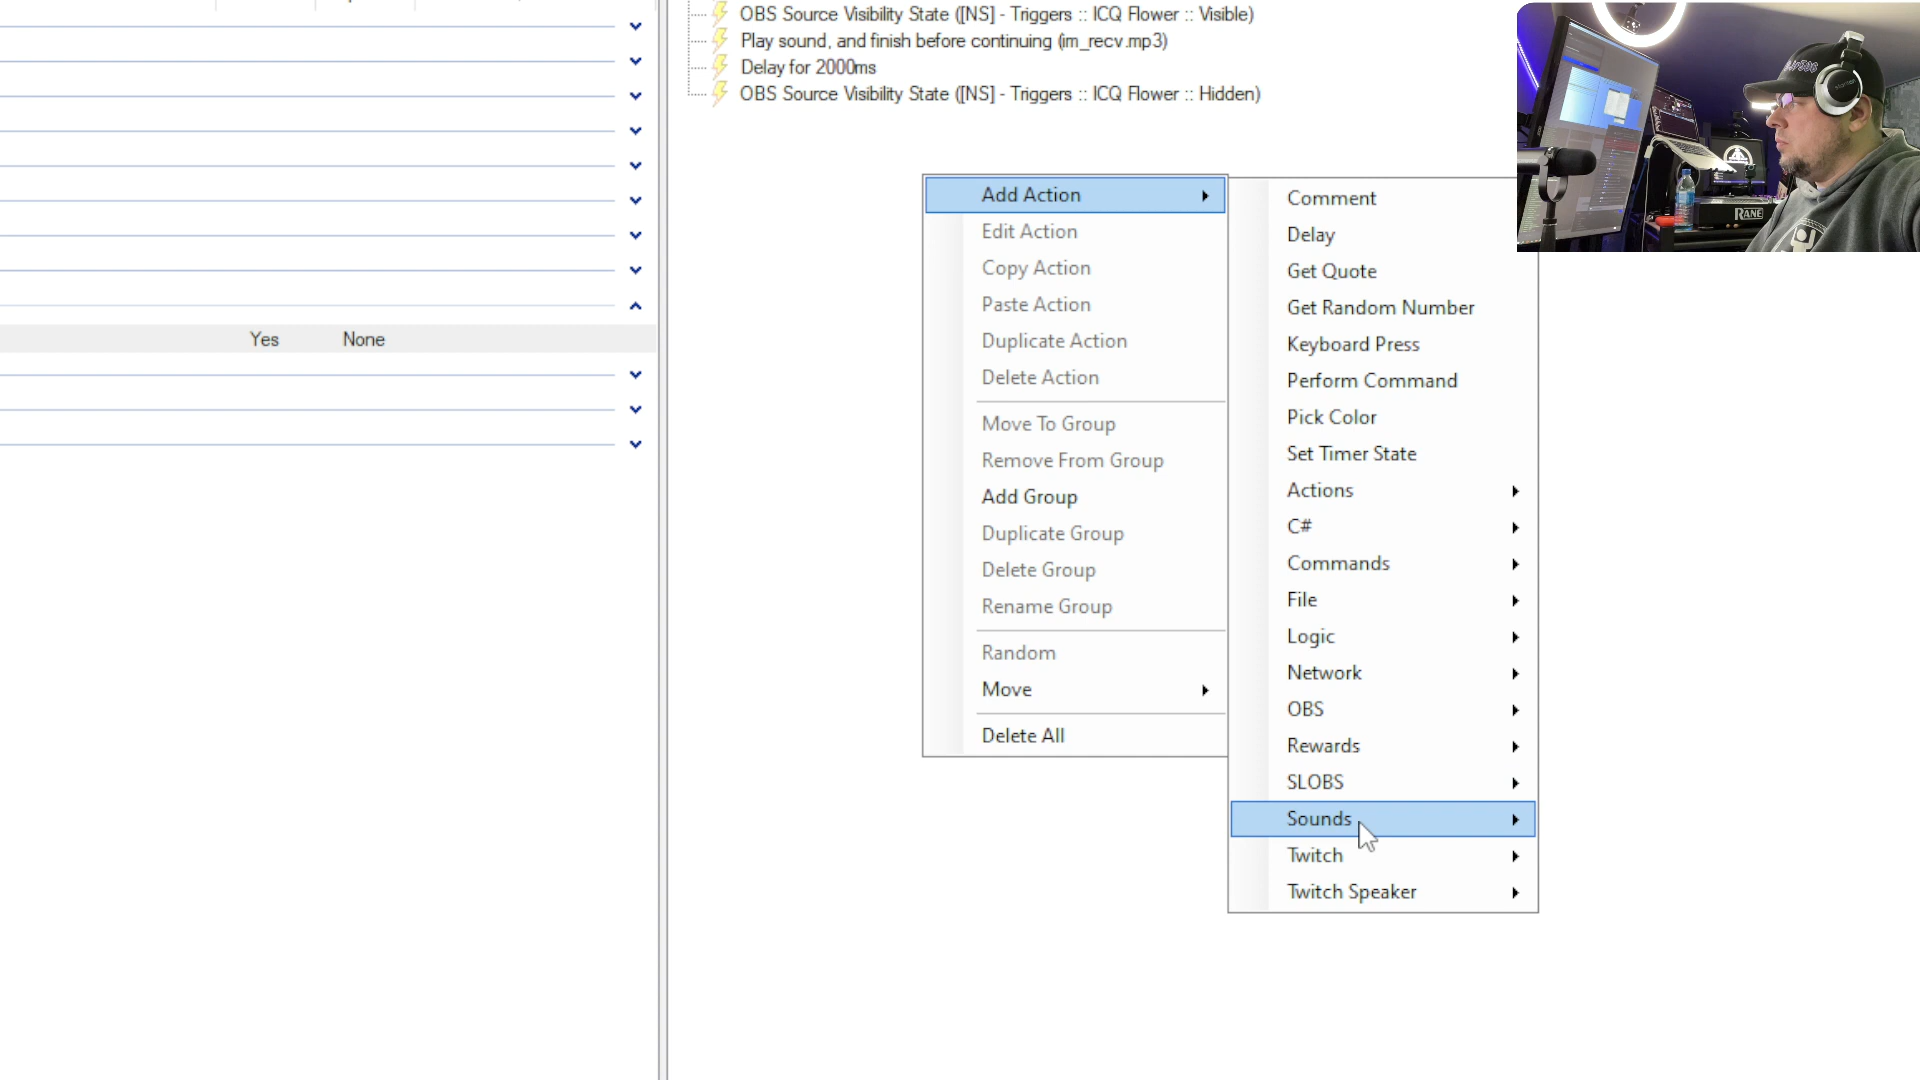 OBS Source Visibility State ([NS] - Triggers :: ICQ Flower :: Visible)
Play sound, and finish before continuing (im_recv.mp3)
Delay for 2000ms
OBS Source Visibility State ([NS] - Triggers :: ICQ Flower :: Hidden)
Yes None
Add Action
Edit Action
Copy Action
Paste Action
Duplicate Action
Delete Action
Move To Group
Remove From Group
Add Group
Duplicate Group
Delete Group
Rename Group
Random
Move
Delete All
Comment
Delay
Get Quote
Get Random Number
Keyboard Press
Perform Command
Pick Color
Set Timer State
Actions
C#
Commands
File
Logic
Network
OBS
Rewards
SLOBS
Sounds
Twitch
Twitch Speaker
RANE